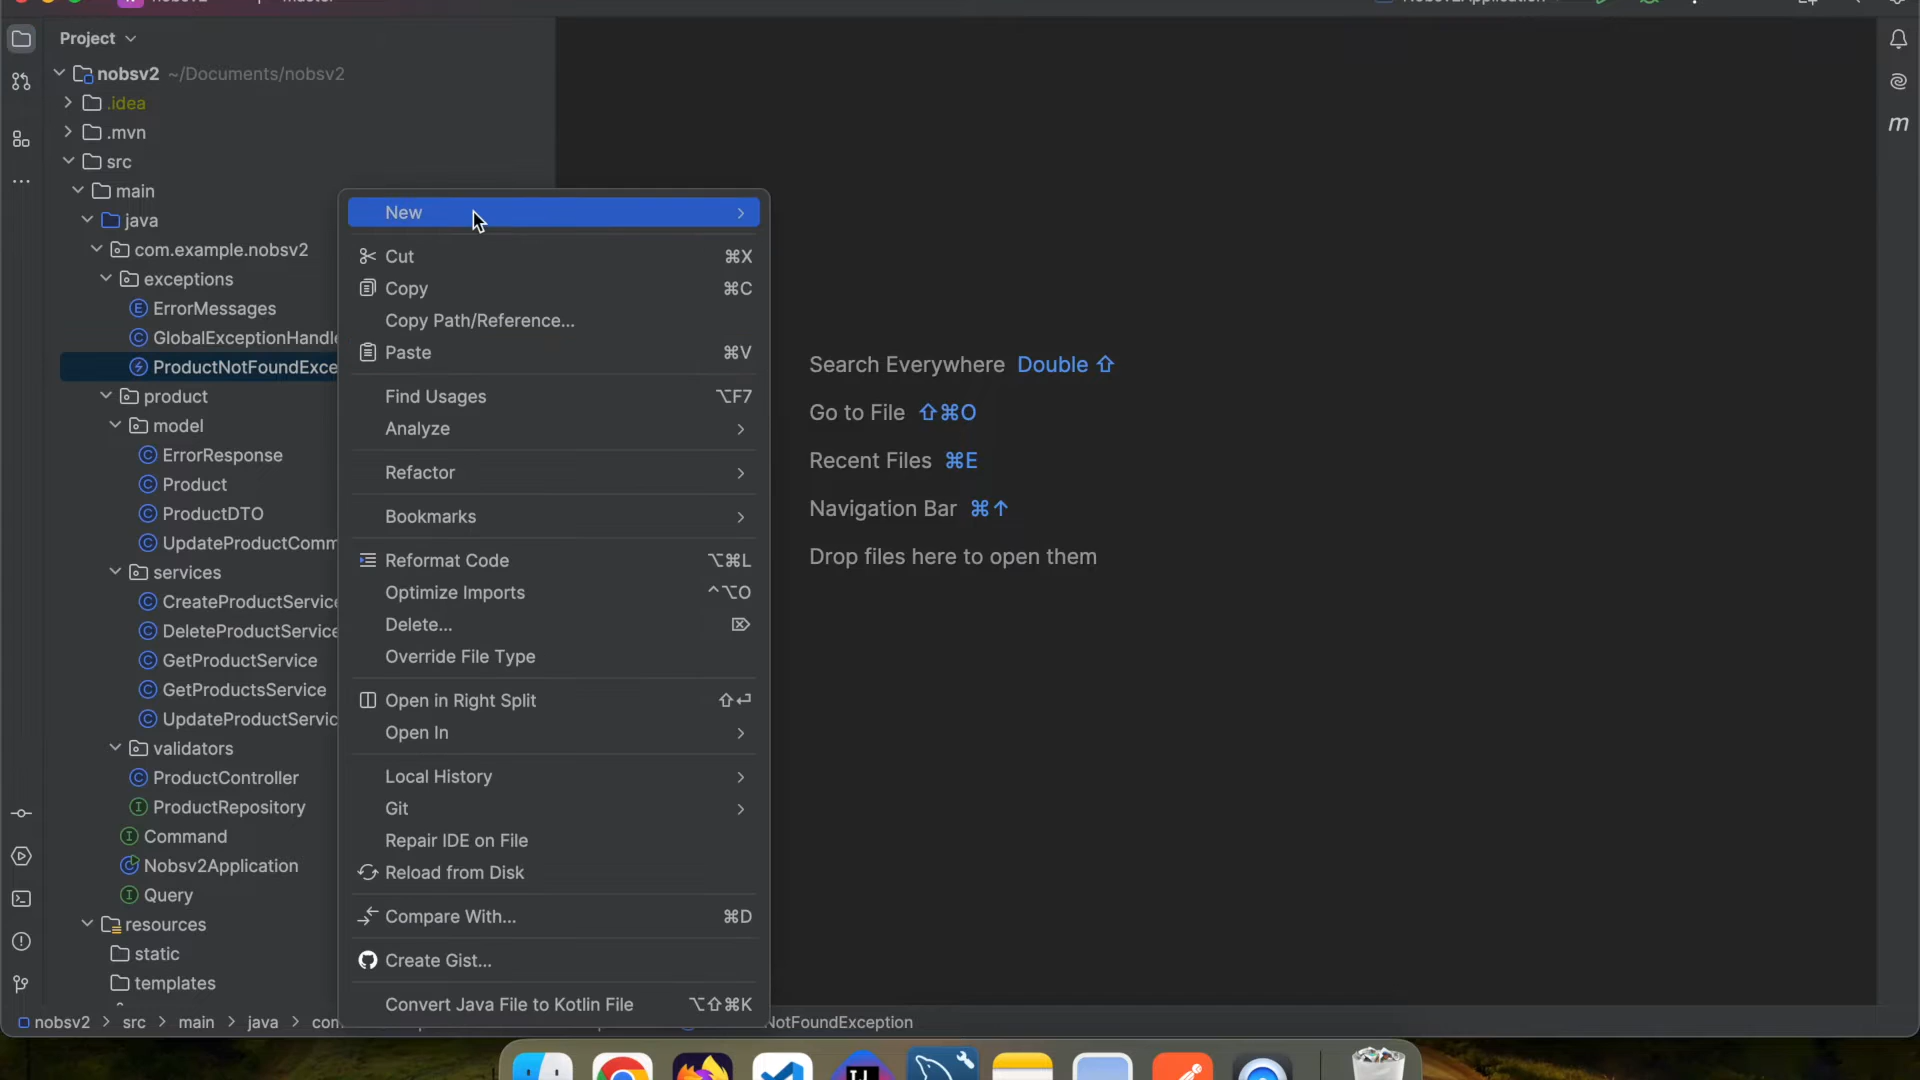 Project
nobsv2 ~/Documents/nobsv2
.idea
.mvn
src
main
java
com.example.nobsv2
exceptions
ErrorMessages
GlobalExceptionHandle
ProductNotFoundExce
product
model
ErrorResponse
Product
ProductDTO
UpdateProductComm
services
CreateProductService
DeleteProductService
GetProductService
GetProductsService
UpdateProductServic
validators
ProductController
ProductRepository
Command
Nobsv2Application
Query
resources
static
templates
New
Cut ⌘X
Copy ⌘C
Copy Path/Reference...
Paste ⌘V
Find Usages ⌥F7
Analyze
Refactor
Bookmarks
Reformat Code ⌥⌘L
Optimize Imports ^⌥O
Delete... ⌦
Override File Type
Open in Right Split ⇧⏎
Open In
Local History
Git
Repair IDE on File
Reload from Disk
Compare With... ⌘D
Create Gist...
Convert Java File to Kotlin File ⌥⇧⌘K
Search Everywhere Double ⇧
Go to File ⇧⌘O
Recent Files ⌘E
Navigation Bar ⌘↑
Drop files here to open them
m
nobsv2 > src > main > java > com NotFoundException